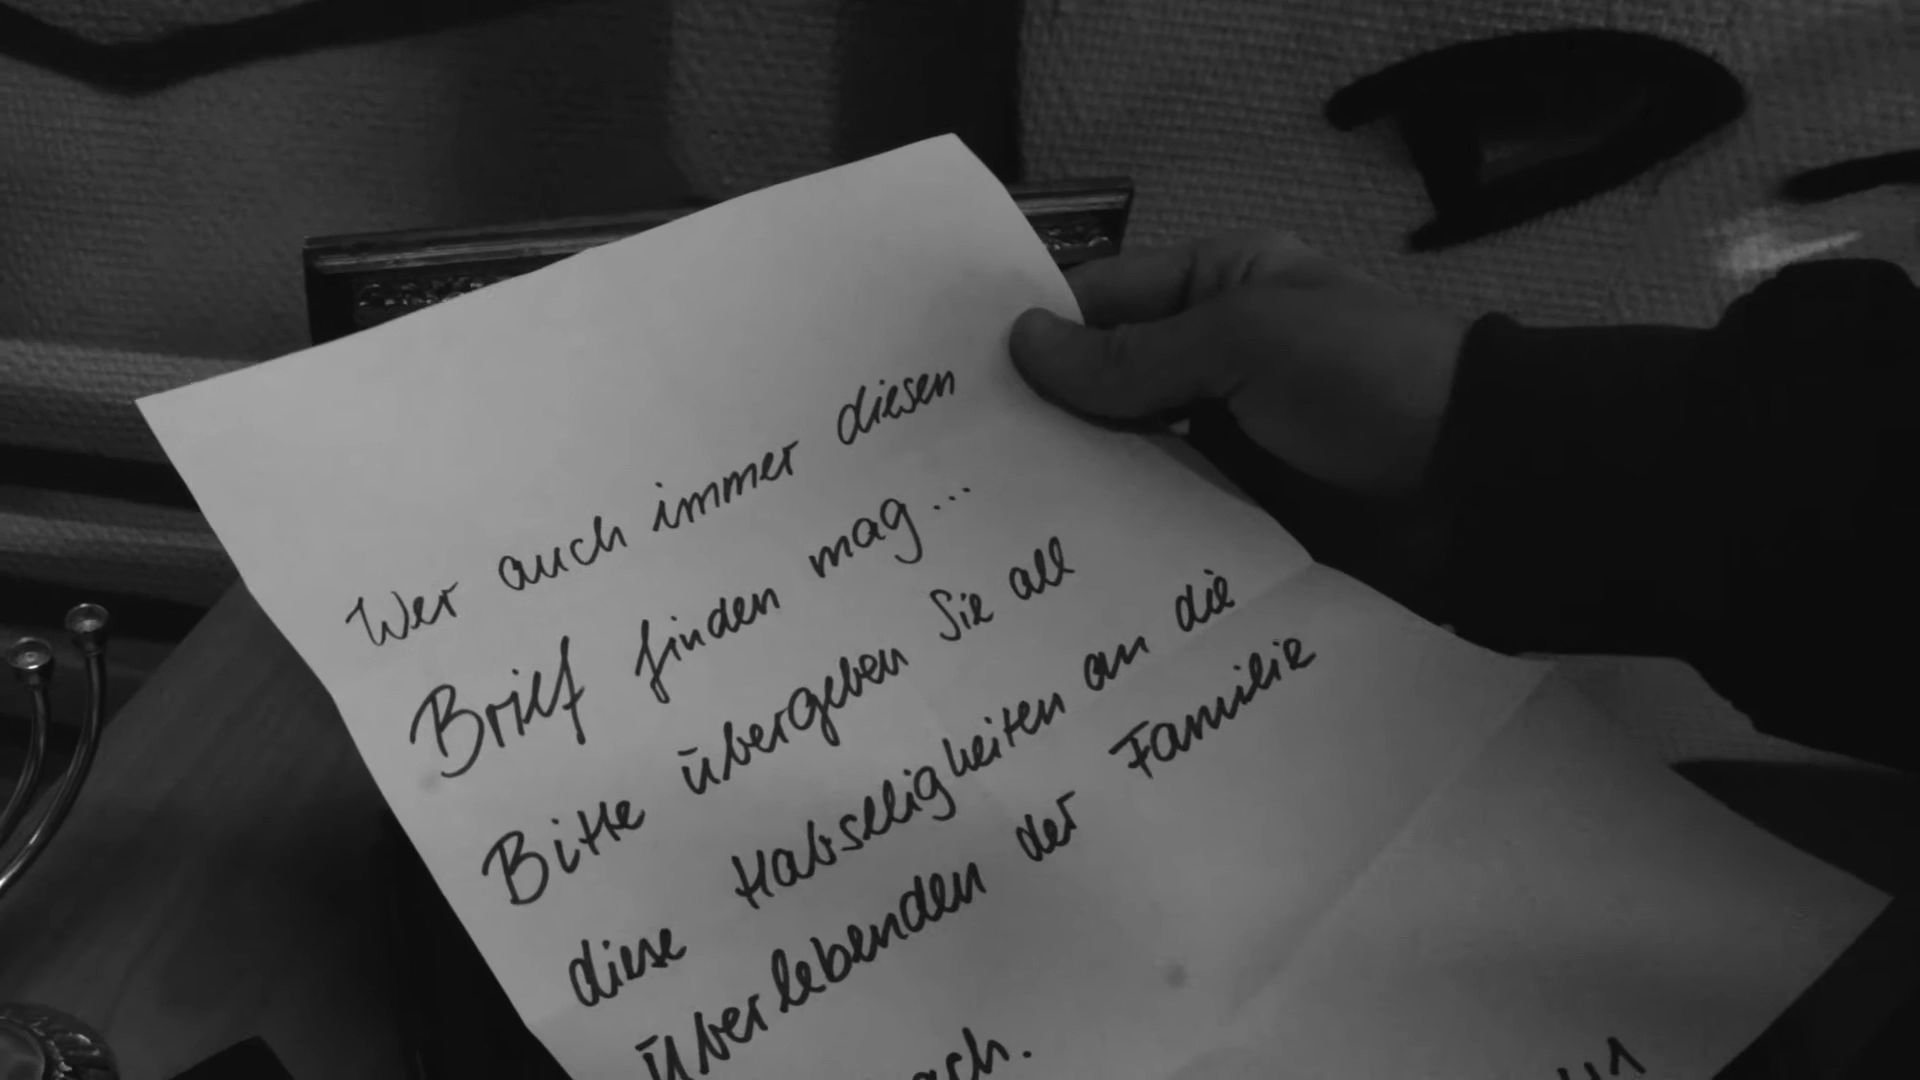 Wer auch immer diesen
Brief finden mag...
Bitte übergeben Sie all
diese Habseligkeiten an die
Überlebenden der Familie